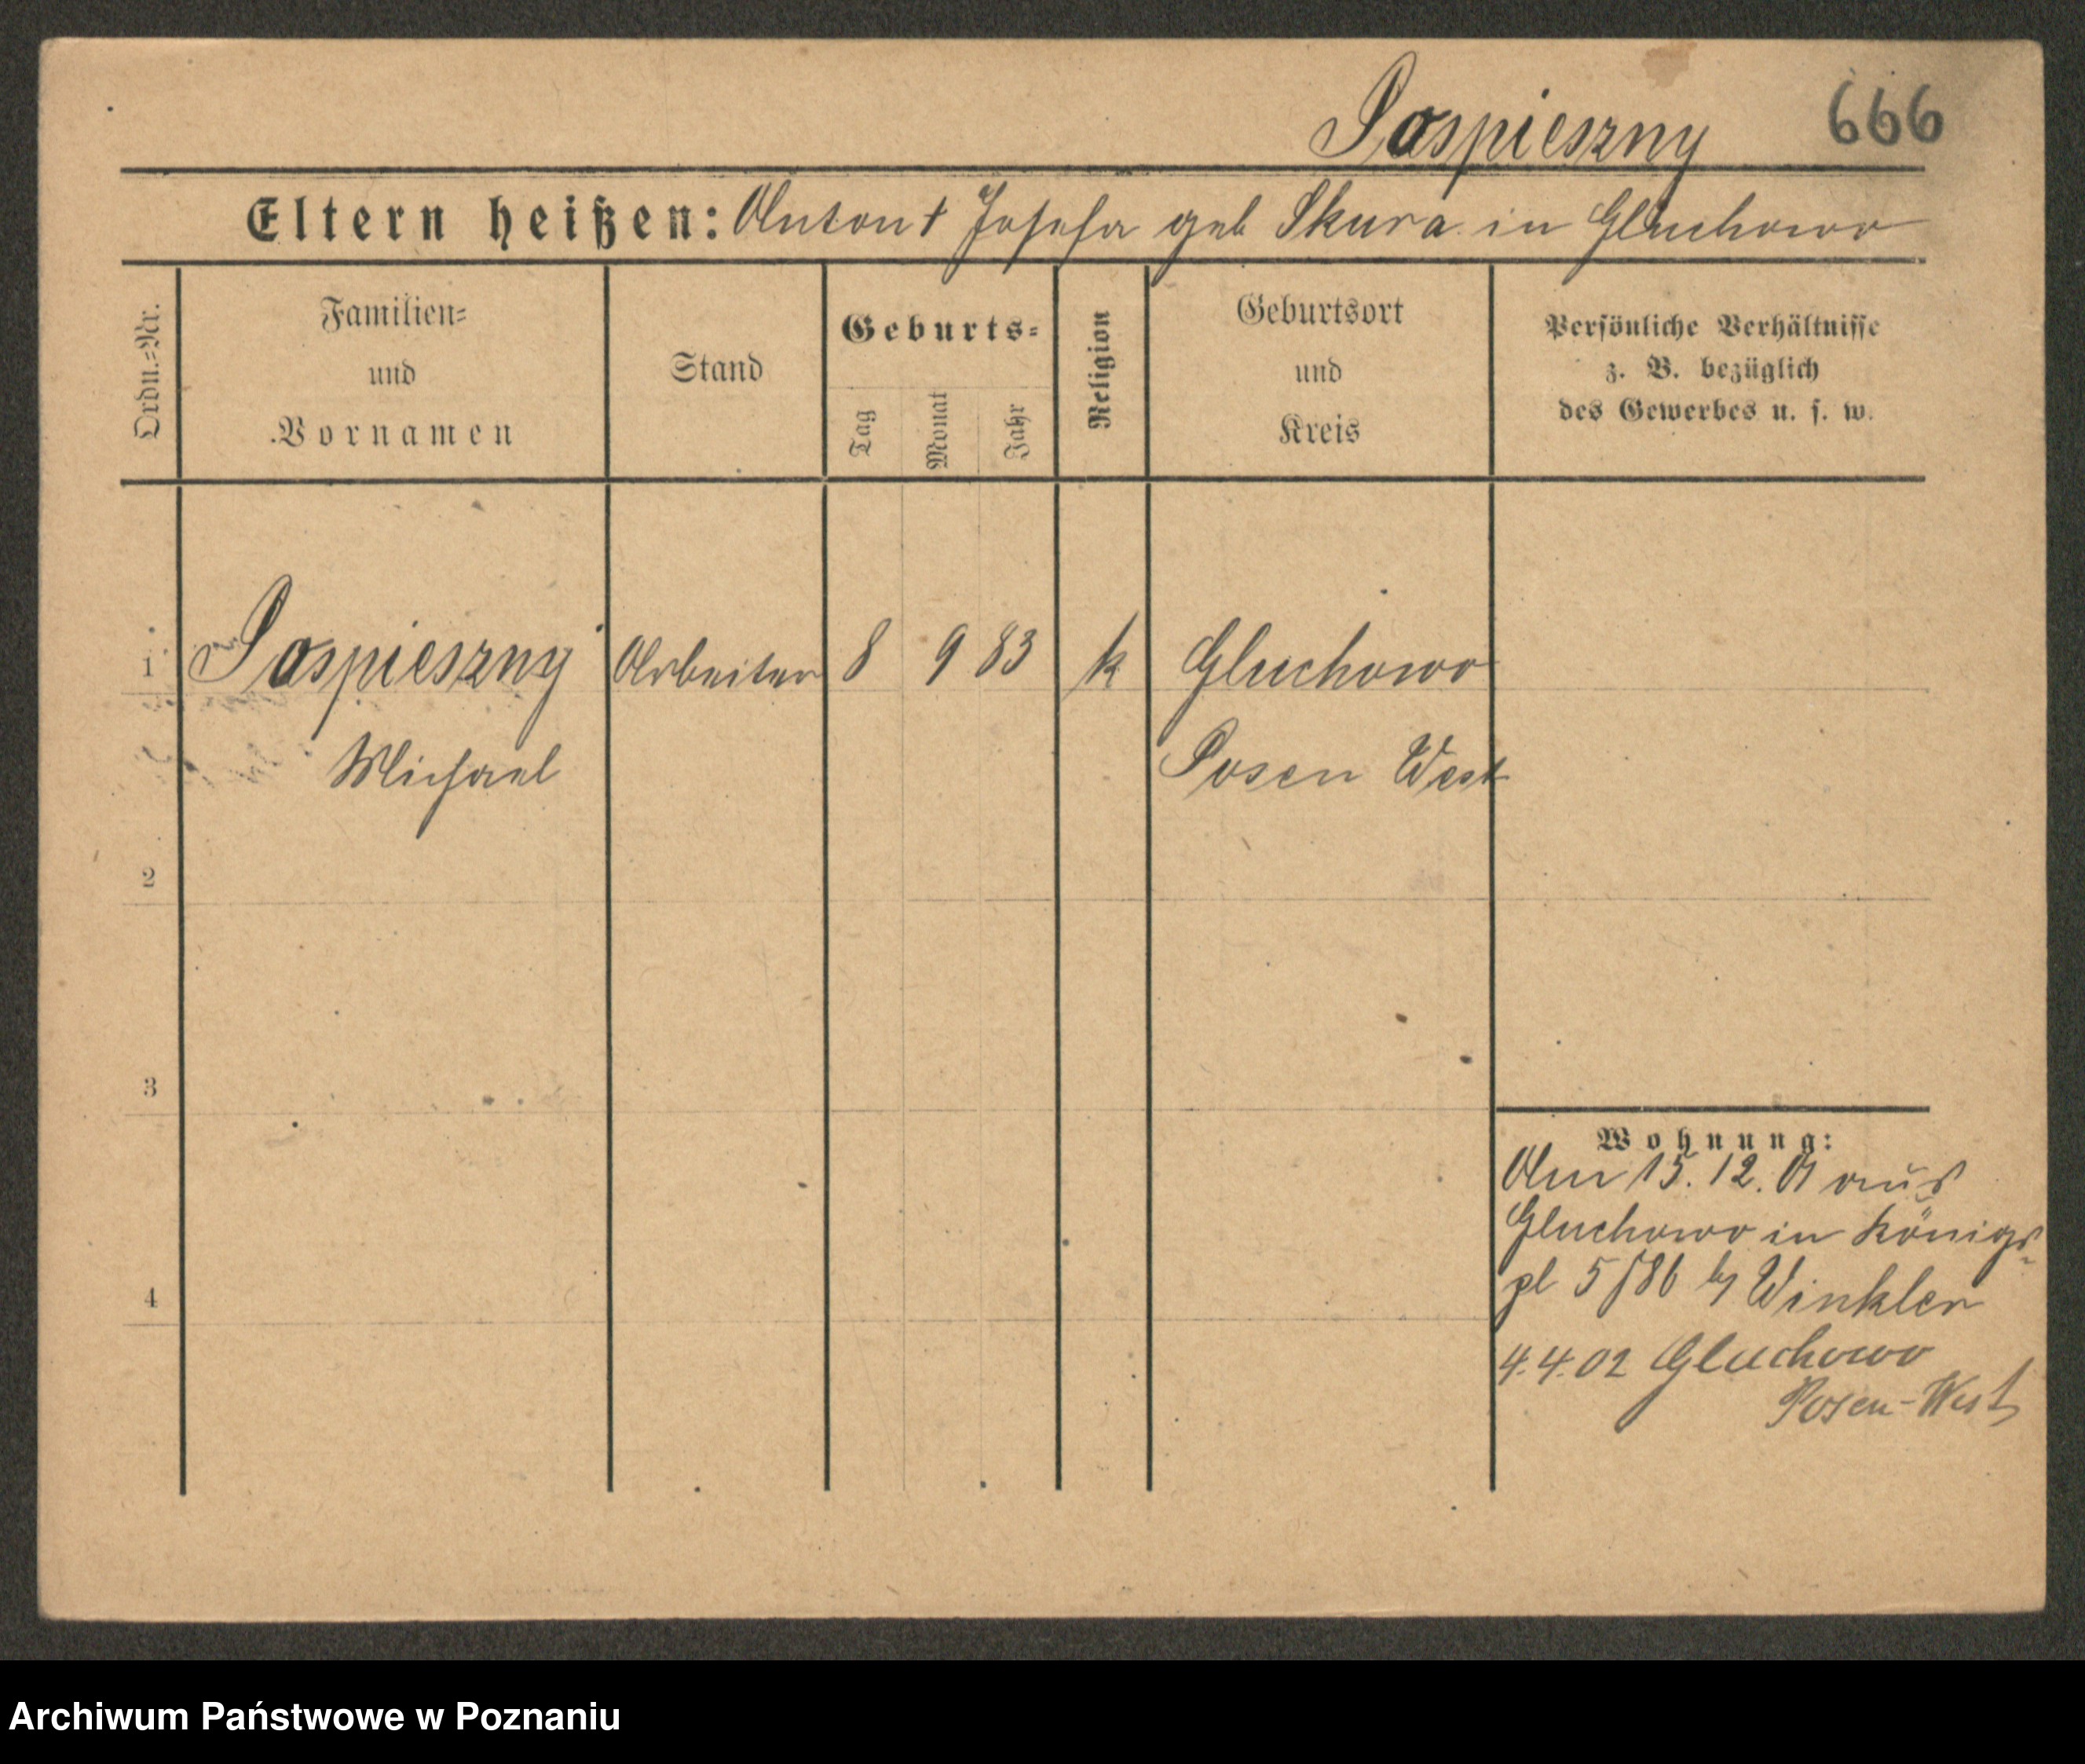 Pospieszny 666
Eltern heißen: Anton † Josefa geb Skura in Gluchowo
Ordn.=Nr.
Familien=
und
Vornamen
Stand
Geburts=
Tag
Monat
Jahr
Religion
Geburtsort
und
Kreis
Persönliche Verhältnisse
z. B. bezüglich
des Gewerbes u. s. w.
1 Pospieszny Arbeiter 8 9 83 k Gluchowo
Michael Posen West
2
3
4
Wohnung:
Am 15. 12. 01 aus
Gluchowo in Königs-
pl 5/86 by Winkler
4.4.02 Gluchowo
Posen-West
Archiwum Państwowe w Poznaniu